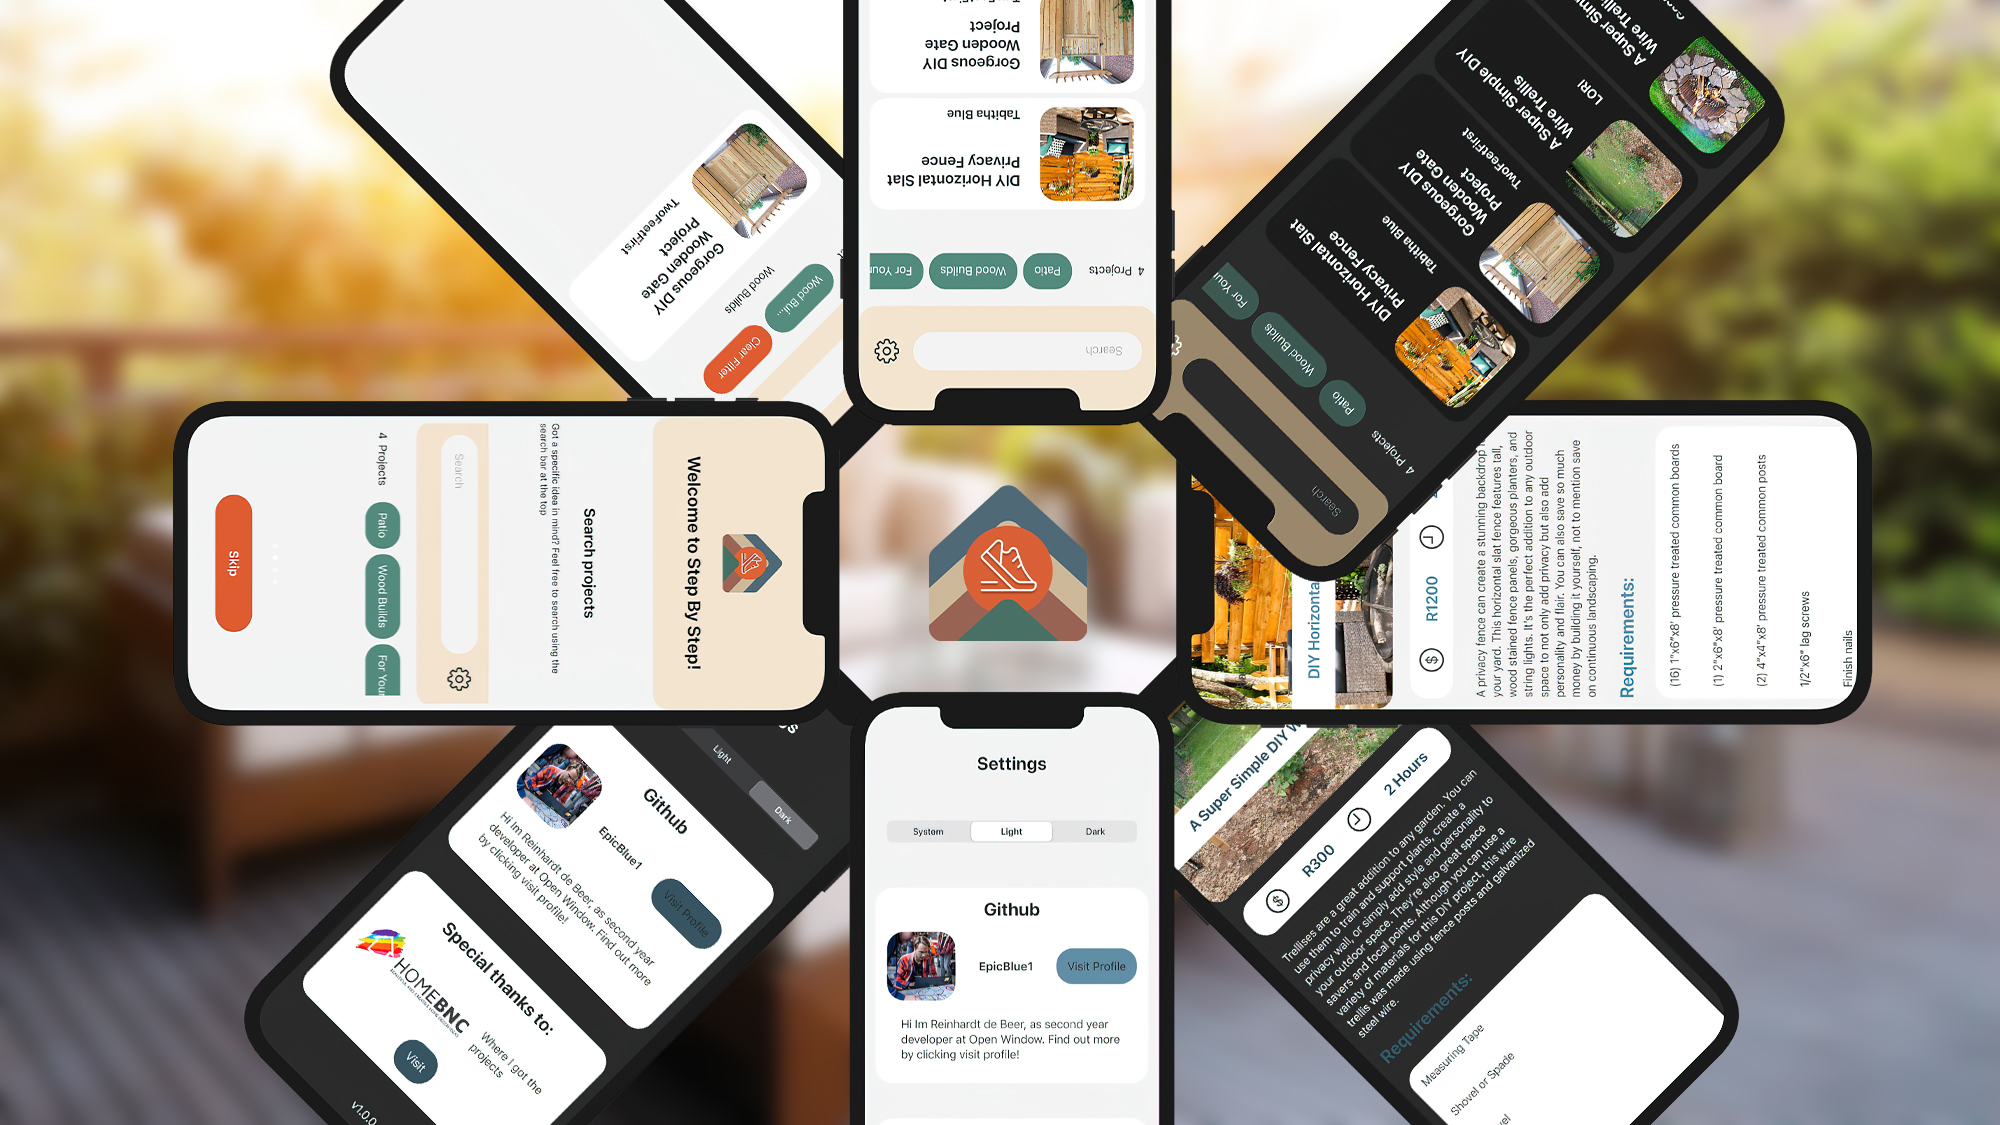 Gorgeous DIY
Wooden Gate
Project
TwoFeetFirst
Wood Builds
Wood Bui...
Clear Filter
Search
4 Projects
Patio
Wood Builds
For Your
DIY Horizontal Slat
Privacy Fence
Tabitha Blue
Gorgeous DIY
Wooden Gate
Project
Search
4 Projects
Patio
Wood Builds
For You
DIY Horizontal Slat
Privacy Fence
Tabitha Blue
Gorgeous DIY
Wooden Gate
Project
TwoFeetFirst
A Super Simple DIY
Wire Trellis
LORI
A Super Sim
Wire Trelli
Welcome to Step By Step!
Search projects
Got a specific idea in mind? Feel free to search using the
search bar at the top
Search
4 Projects
Patio
Wood Builds
For Your
Skip
DIY Horizonta
R1200
A privacy fence can create a stunning backdrop
your yard. This horizontal slat fence features tall,
wood stained fence panels, gorgeous planters, and
string lights. It's the perfect addition to any outdoor
space to not only add privacy but also add
personality and flair. You can also save so much
money by building it yourself, not to mention save
on continuous landscaping.
Requirements:
(16) 1"x6"x8' pressure treated common boards
(1) 2"x6"x8' pressure treated common board
(2) 4"x4"x8' pressure treated common posts
1/2"x6" lag screws
Finish nails
gs
Light
Dark
Github
EpicBlue1
Visit Profile
Hi Im Reinhardt de Beer, as second year
developer at Open Window. Find out more
by clicking visit profile!
Special thanks to:
HOMEBNC
Where I got the
projects
Visit
v1.0.0
Settings
System
Light
Dark
Github
EpicBlue1
Visit Profile
Hi Im Reinhardt de Beer, as second year
developer at Open Window. Find out more
by clicking visit profile!
A Super Simple DIY W
R300
2 Hours
Trellises are a great addition to any garden. You can
use them to train and support plants, create a
privacy wall, or simply add style and personality to
your outdoor space. They're also great space
savers and focal points. Although you can use a
variety of materials for this DIY project, this wire
trellis was made using fence posts and galvanized
steel wire.
Requirements:
Measuring Tape
Shovel or Spade
vel